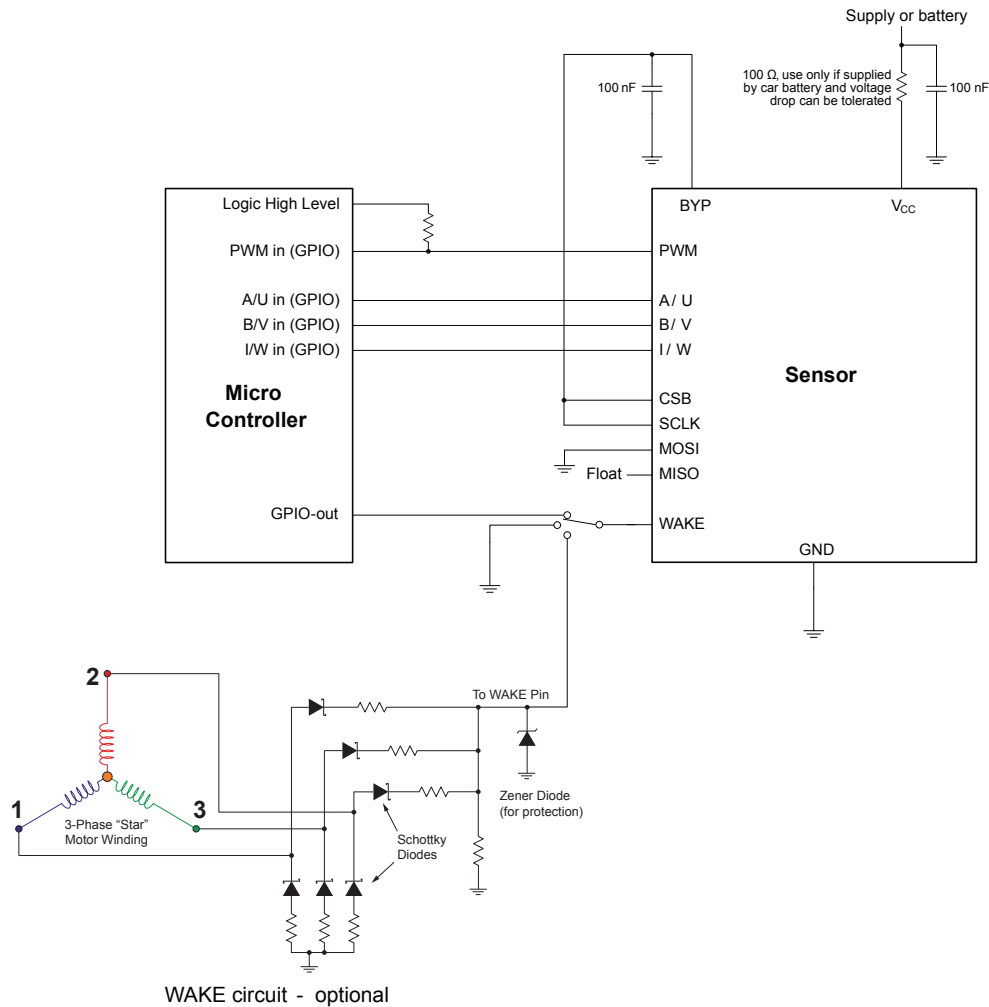 Supply or battery
100 Ω, use only if supplied
by car battery and voltage
drop can be tolerated
100 nF
100 nF
BYP
VCC
Logic High Level
PWM in (GPIO)
PWM
A/U in (GPIO)
A / U
B/V in (GPIO)
B / V
I/W in (GPIO)
I / W
Sensor
Micro
Controller
CSB
SCLK
MOSI
Float
MISO
GPIO-out
WAKE
GND
2
To WAKE Pin
1
3
3-Phase “Star”
Motor Winding
Zener Diode
(for protection)
Schottky
Diodes
WAKE circuit - optional